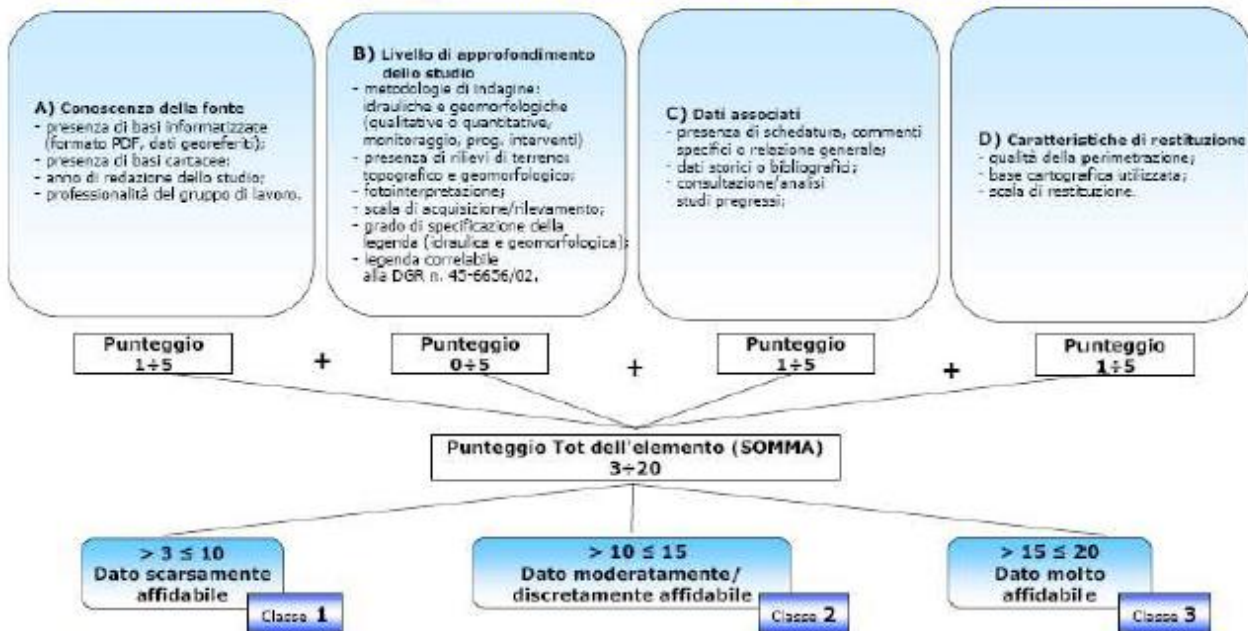 A) Conoscenza della fonte
- presenza di basi informatizzate
(formato PDF, dati georeferiti);
- presenza di basi cartacee;
- anno di redazione dello studio;
- professionalità del gruppo di lavoro.
B) Livello di approfondimento
dello studio
- metodologie di indagine:
idrauliche e geomorfologiche
(qualitative o quantitative,
monitoraggio, prog. interventi)
- presenza di rilievi di terreno:
topografico e geomorfologico;
- fotointerpretazione;
- scala di acquisizione/rilevamento;
- grado di specificazione della
legenda (idraulica e geomorfologica);
- legenda correlabile
alla DGR n. 45-6656/02.
C) Dati associati
- presenza di schedatura, commenti
specifici o relazione generale;
- dati storici o bibliografici;
- consultazione/analisi
studi pregressi;
D) Caratteristiche di restituzione
- qualità della perimetrazione;
- base cartografica utilizzata;
- scala di restituzione.
Punteggio
1÷5
+
Punteggio
0÷5
+
Punteggio
1÷5
+
Punteggio
1÷5
Punteggio Tot dell'elemento (SOMMA)
3÷20
> 3 ≤ 10
Dato scarsamente
affidabile
Classe 1
> 10 ≤ 15
Dato moderatamente/
discretamente affidabile
Classe 2
> 15 ≤ 20
Dato molto
affidabile
Classe 3